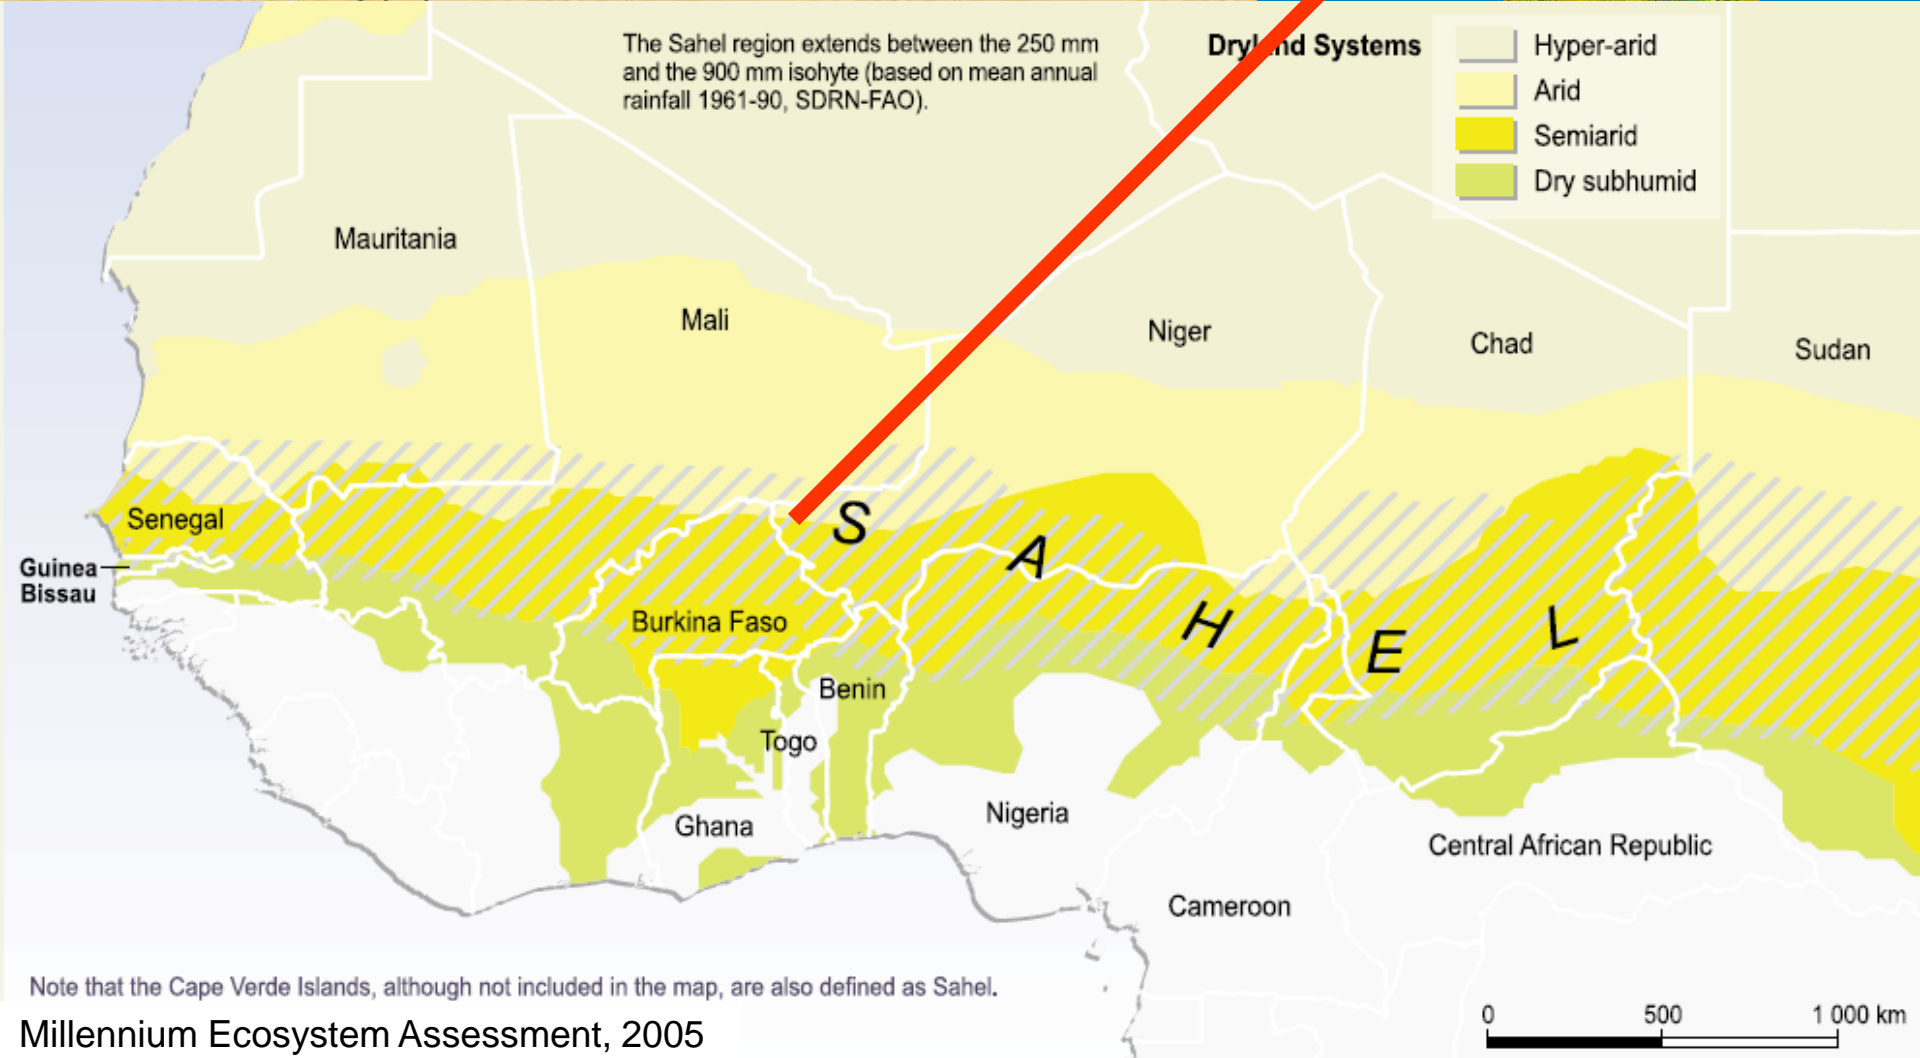 The Sahel region extends between the 250 mm
and the 900 mm isohyte (based on mean annual
rainfall 1961-90, SDRN-FAO).
Dryland Systems
Hyper-arid
Arid
Semiarid
Dry subhumid
Mauritania
Mali
Niger
Chad
Sudan
Senegal
Guinea
Bissau
SAHEL
Burkina Faso
Benin
Togo
Ghana
Nigeria
Central African Republic
Cameroon
Note that the Cape Verde Islands, although not included in the map, are also defined as Sahel.
0 500 1 000 km
Millennium Ecosystem Assessment, 2005